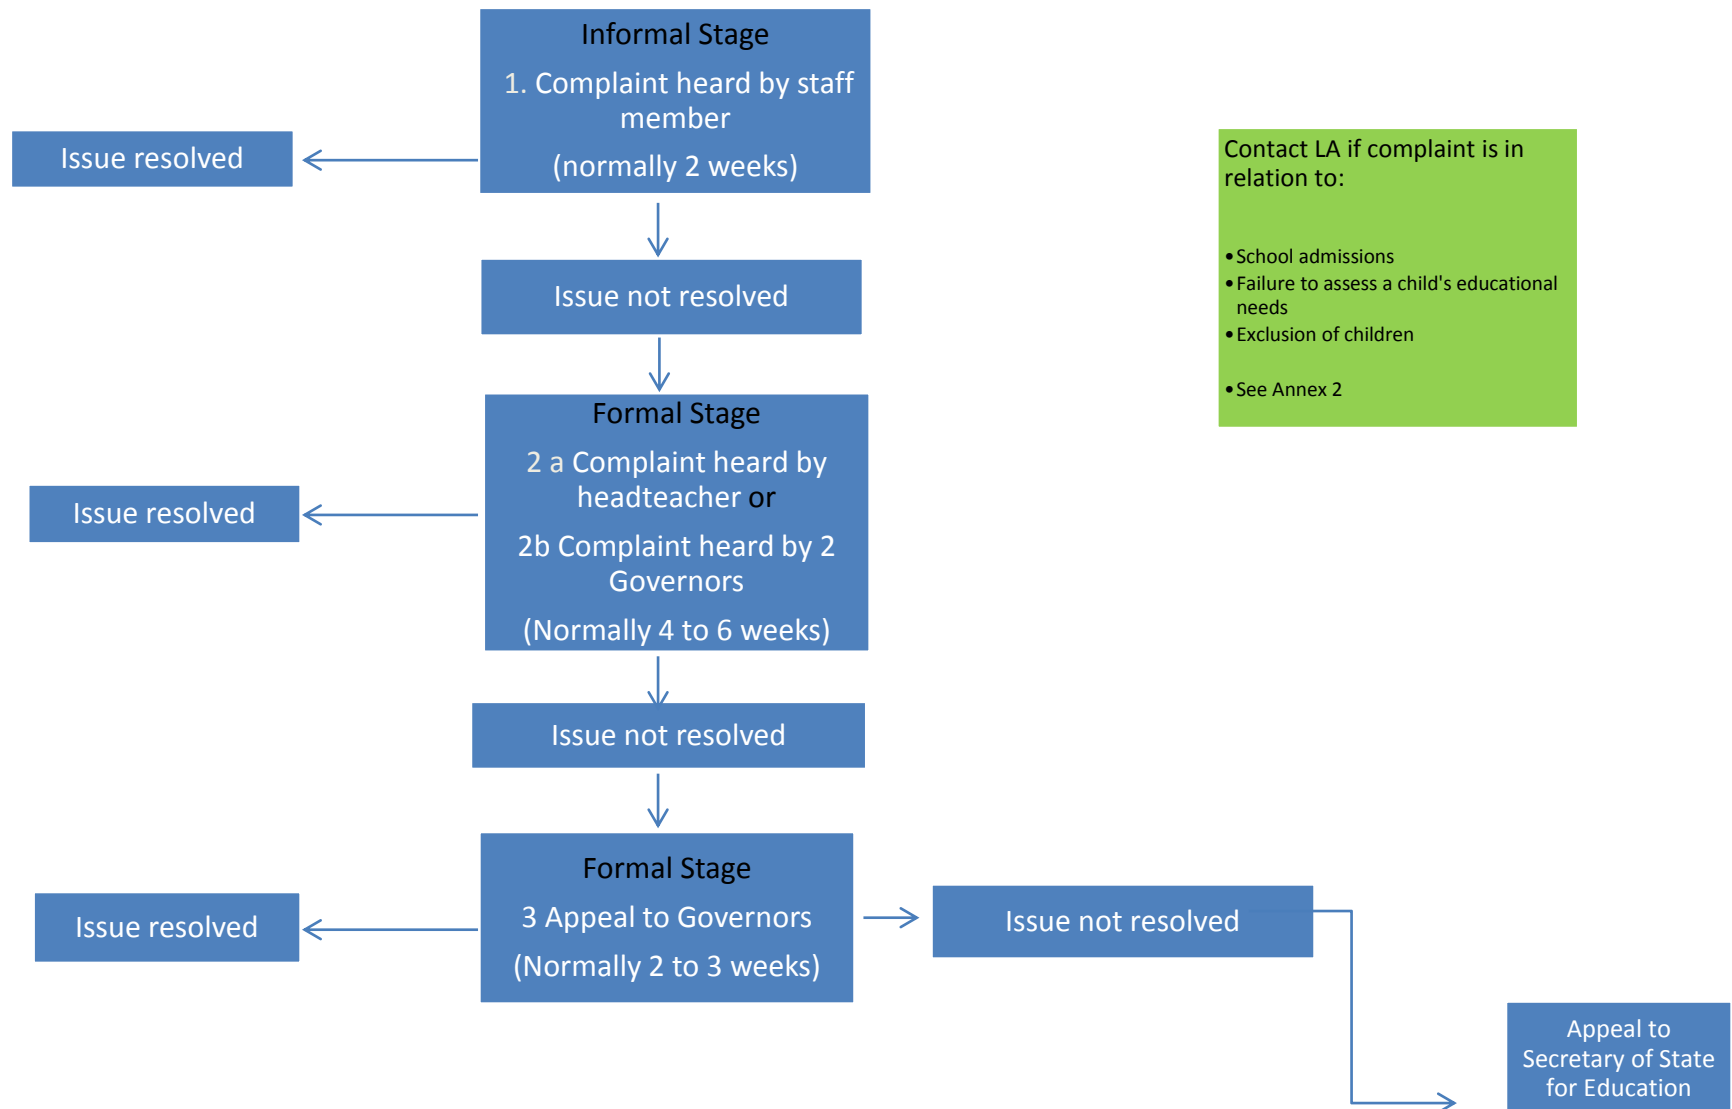 Informal Stage
1. Complaint heard by staff
member
(normally 2 weeks)
Issue resolved
Contact LA if complaint is in
relation to:
•School admissions
•Failure to assess a child's educational
needs
•Exclusion of children
•See Annex 2
Issue not resolved
Formal Stage
2 a Complaint heard by
headteacher or
2b Complaint heard by 2
Governors
(Normally 4 to 6 weeks)
Issue resolved
Issue not resolved
Formal Stage
3 Appeal to Governors
(Normally 2 to 3 weeks)
Issue resolved
Issue not resolved
Appeal to
Secretary of State
for Education